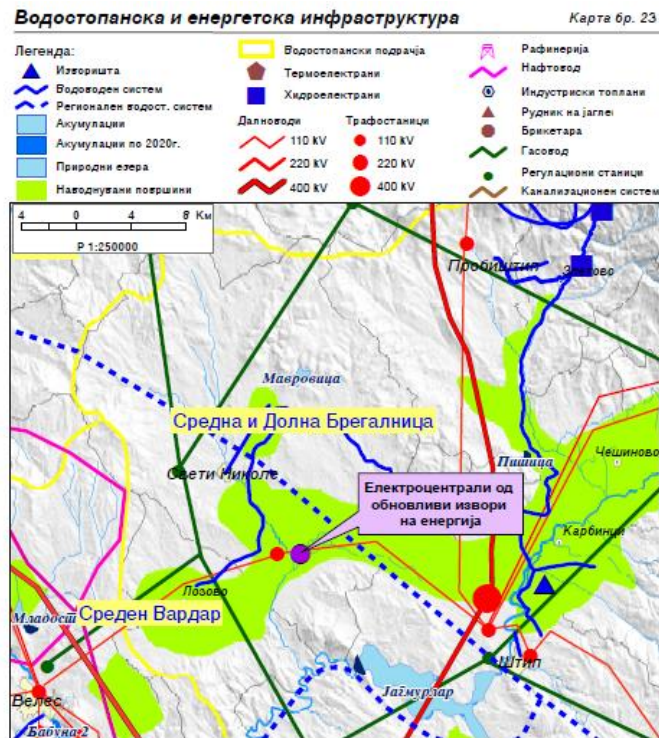 Водостопанска и енергетска инфраструктура
Карта бр. 23
Легенда:
Изворишта
Водоводен систем
Регионален водост. систем
Акумулации
Акумулации по 2020г.
Природни езера
Наводнувани површини
Водостопански подрачја
Термоелектрани
Хидроелектрани
Далноводи
Трафостаници
110 kV
110 kV
220 kV
220 kV
400 kV
400 kV
Рафинерија
Нафтовод
Индустриски топлани
Рудник на јаглен
Брикетара
Гасовод
Регулациони станици
Канализационен систем
4 0 4 8 Км
Р 1:250000
Пробиштип
Злетово
Мавровица
Средна и Долна Брегалница
Чешиново
Свети Николе
Пишица
Електроцентрали од
обновливи извори
на енергија
Карбинци
Лозово
Младост
Среден Вардар
Штип
Јаѓмурлар
Велес
Бабуна 2